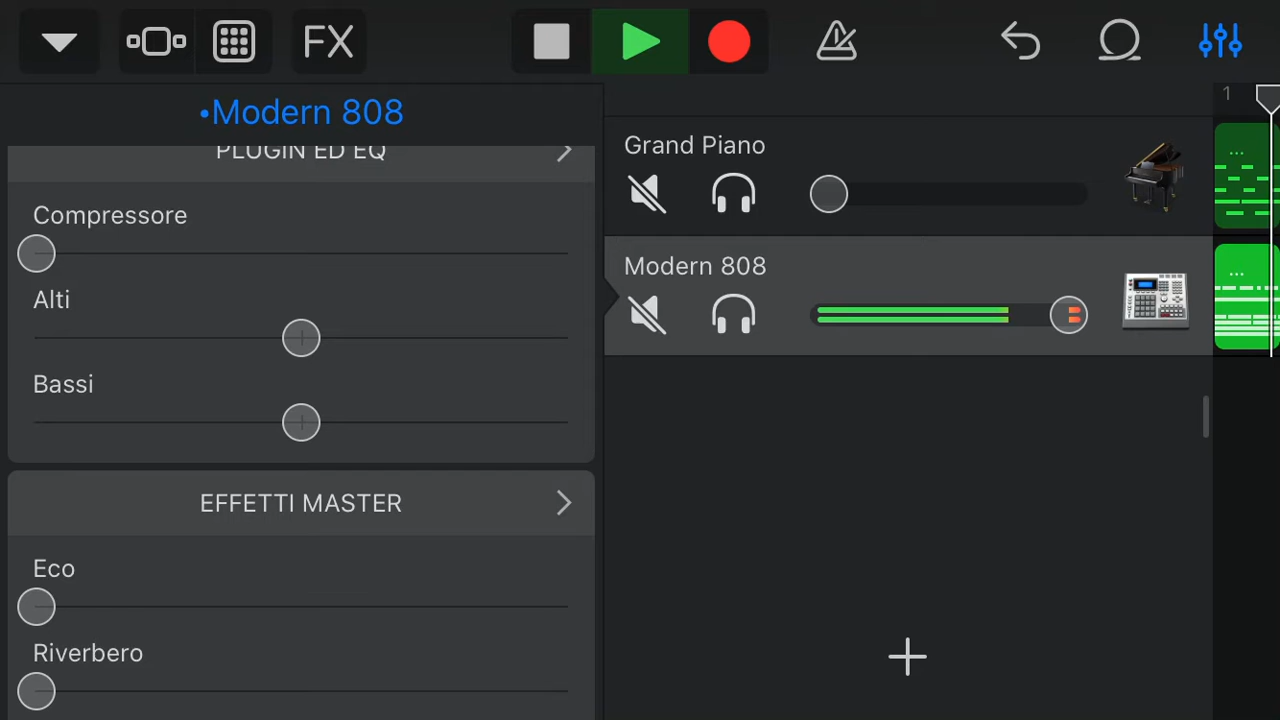 FX
•Modern 808
PLUGIN ED EQ
Compressore
Alti
Bassi
EFFETTI MASTER
Eco
Riverbero
1
Grand Piano
...
Modern 808
...